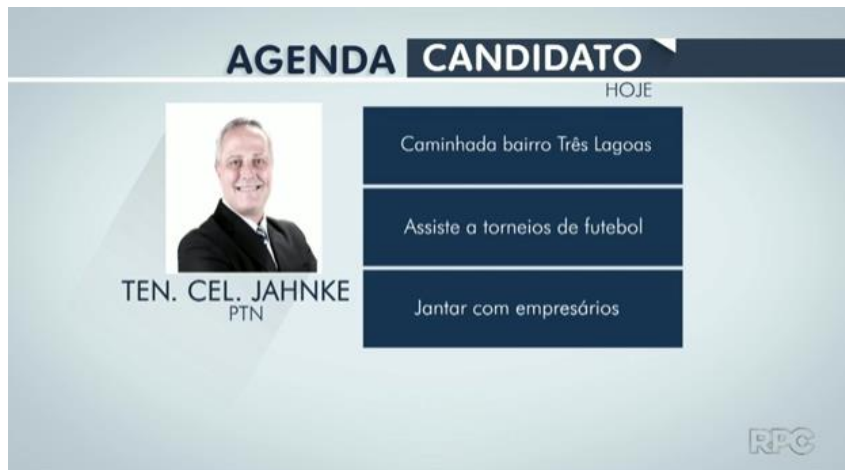 AGENDA CANDIDATO
HOJE
TEN. CEL. JAHNKE
PTN
Caminhada bairro Três Lagoas
Assiste a torneios de futebol
Jantar com empresários
RPC